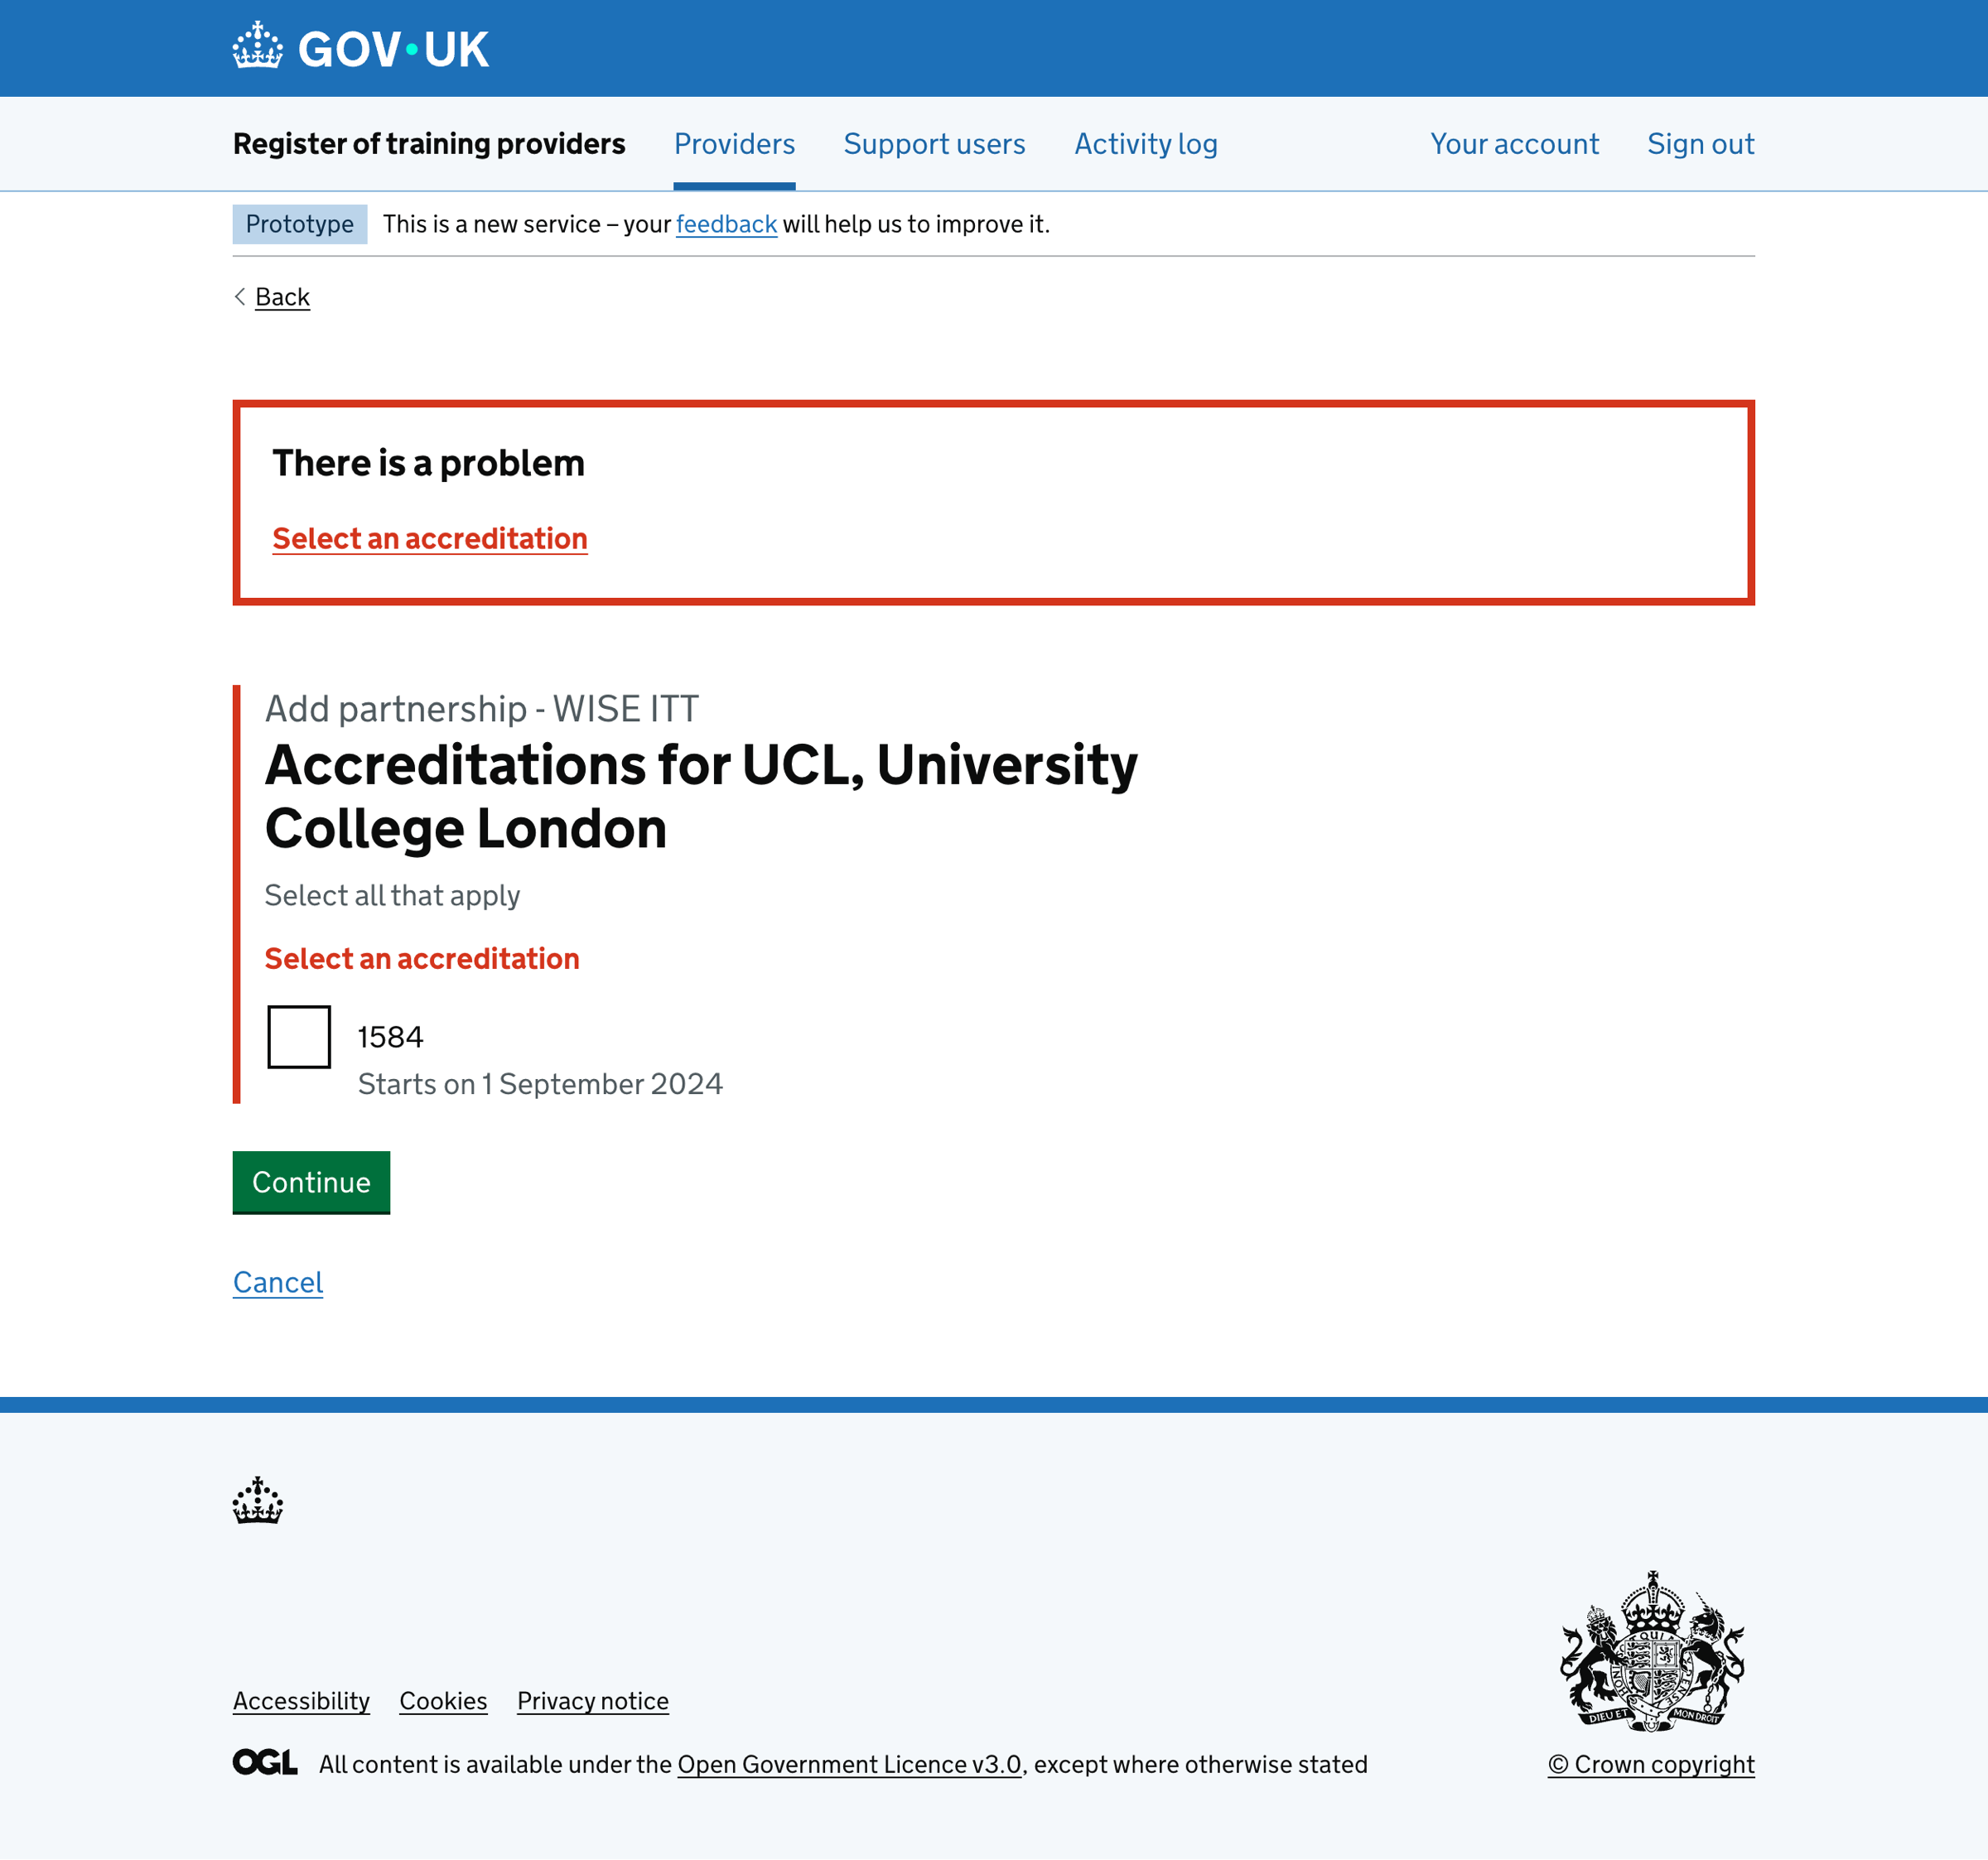 GOV·UK
Register of training providers Providers Support users Activity log Your account Sign out
Prototype This is a new service – your feedback will help us to improve it.
Back
There is a problem
Select an accreditation
Add partnership - WISE ITT
Accreditations for UCL, University
College London
Select all that apply
Select an accreditation
1584
Starts on 1 September 2024
Continue
Cancel
DIEU ET MON DROIT
Accessibility Cookies Privacy notice
OGL All content is available under the Open Government Licence v3.0, except where otherwise stated
© Crown copyright